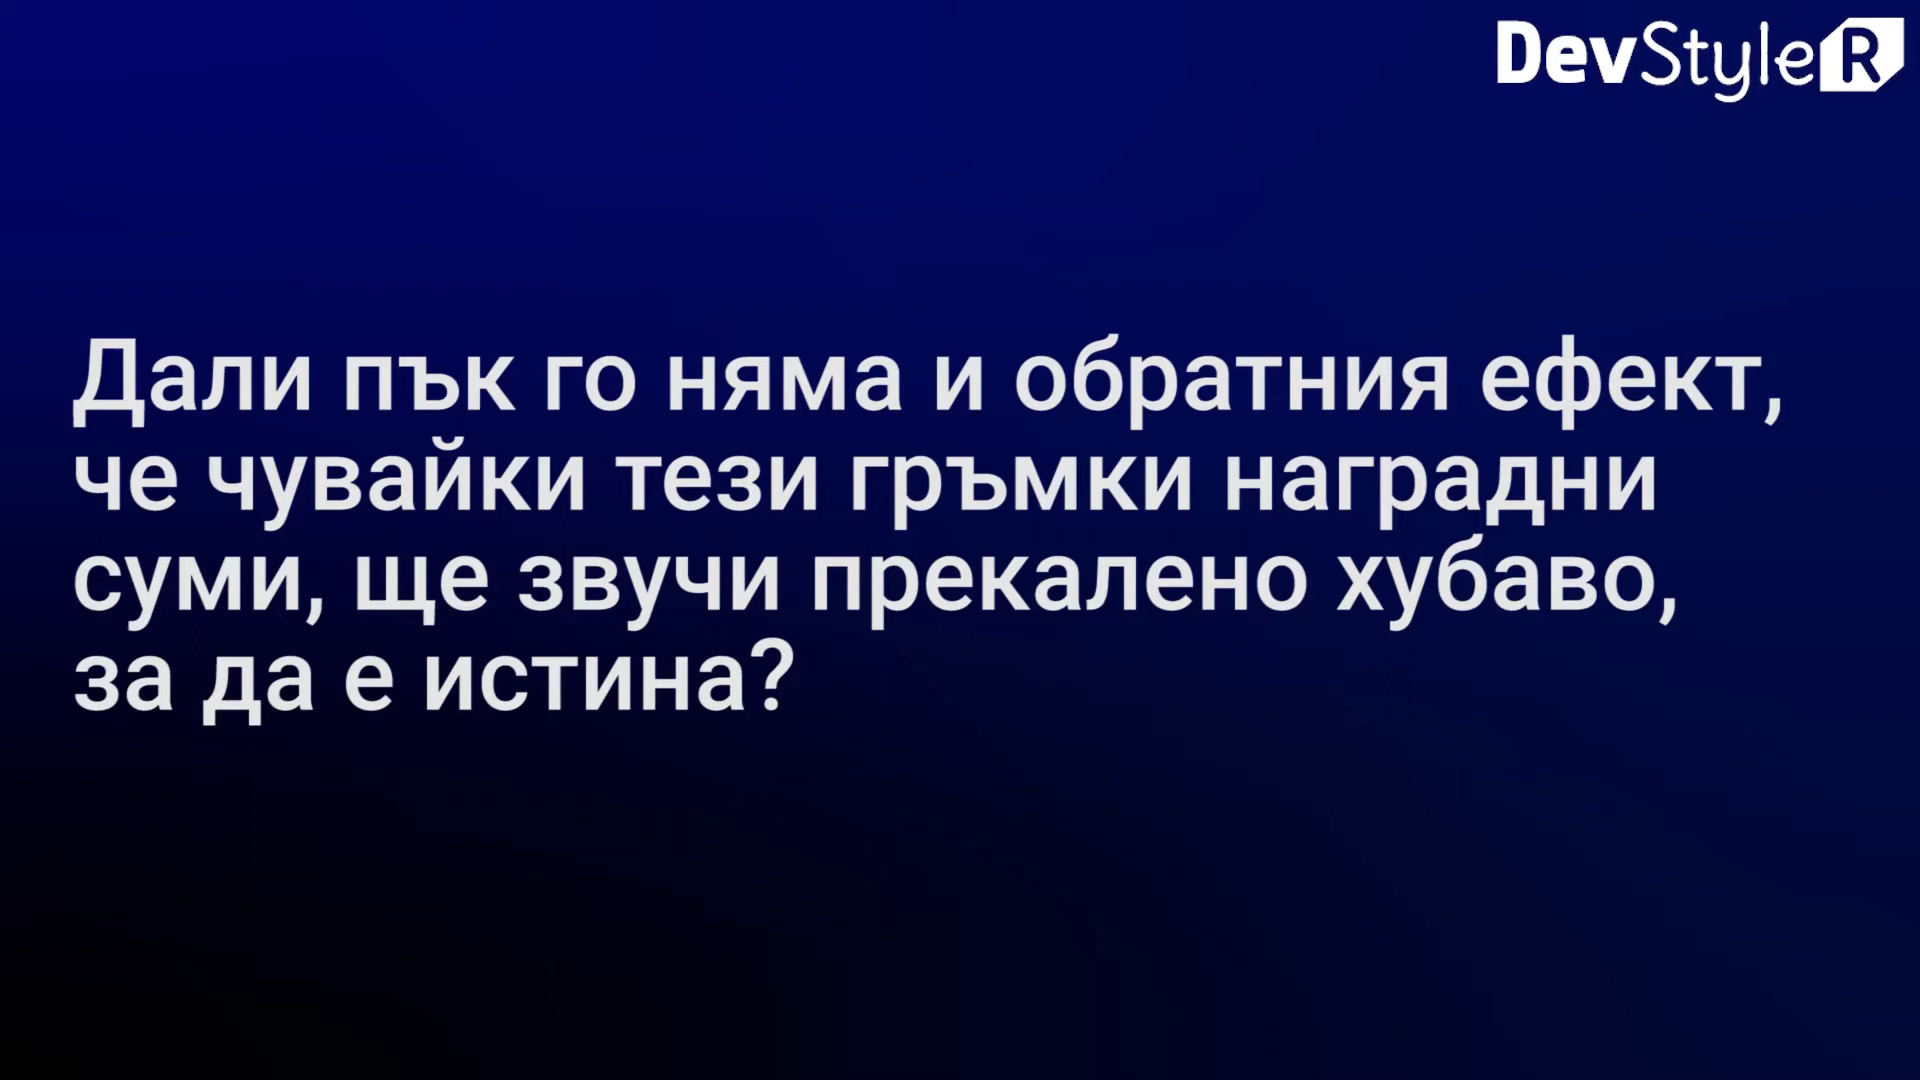 DevStyleR
Дали пък го няма и обратния ефект,
че чувайки тези гръмки наградни
суми, ще звучи прекалено хубаво,
за да е истина?